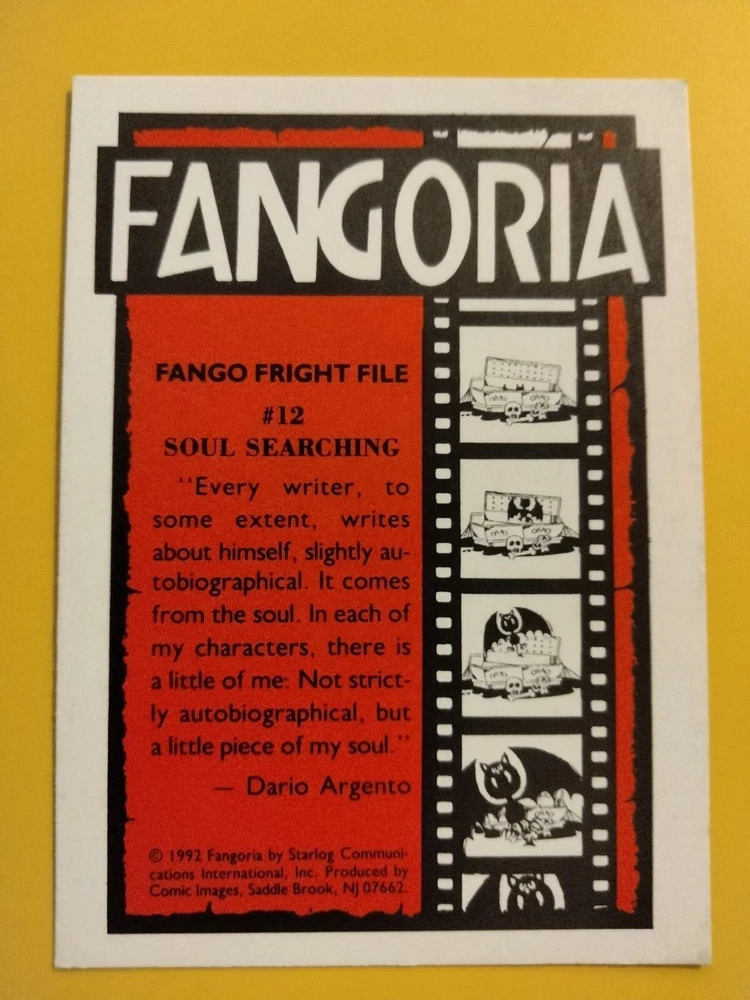 FANGORIA
FANGO FRIGHT FILE
#12
SOUL SEARCHING
"Every writer, to
some extent, writes
about himself, slightly au-
tobiographical. It comes
from the soul. In each of
my characters, there is
a little of me: Not strict-
ly autobiographical, but
a little piece of my soul."
— Dario Argento
© 1992 Fangoria by Starlog Communi-
cations International, Inc. Produced by
Comic Images, Saddle Brook, NJ 07662.